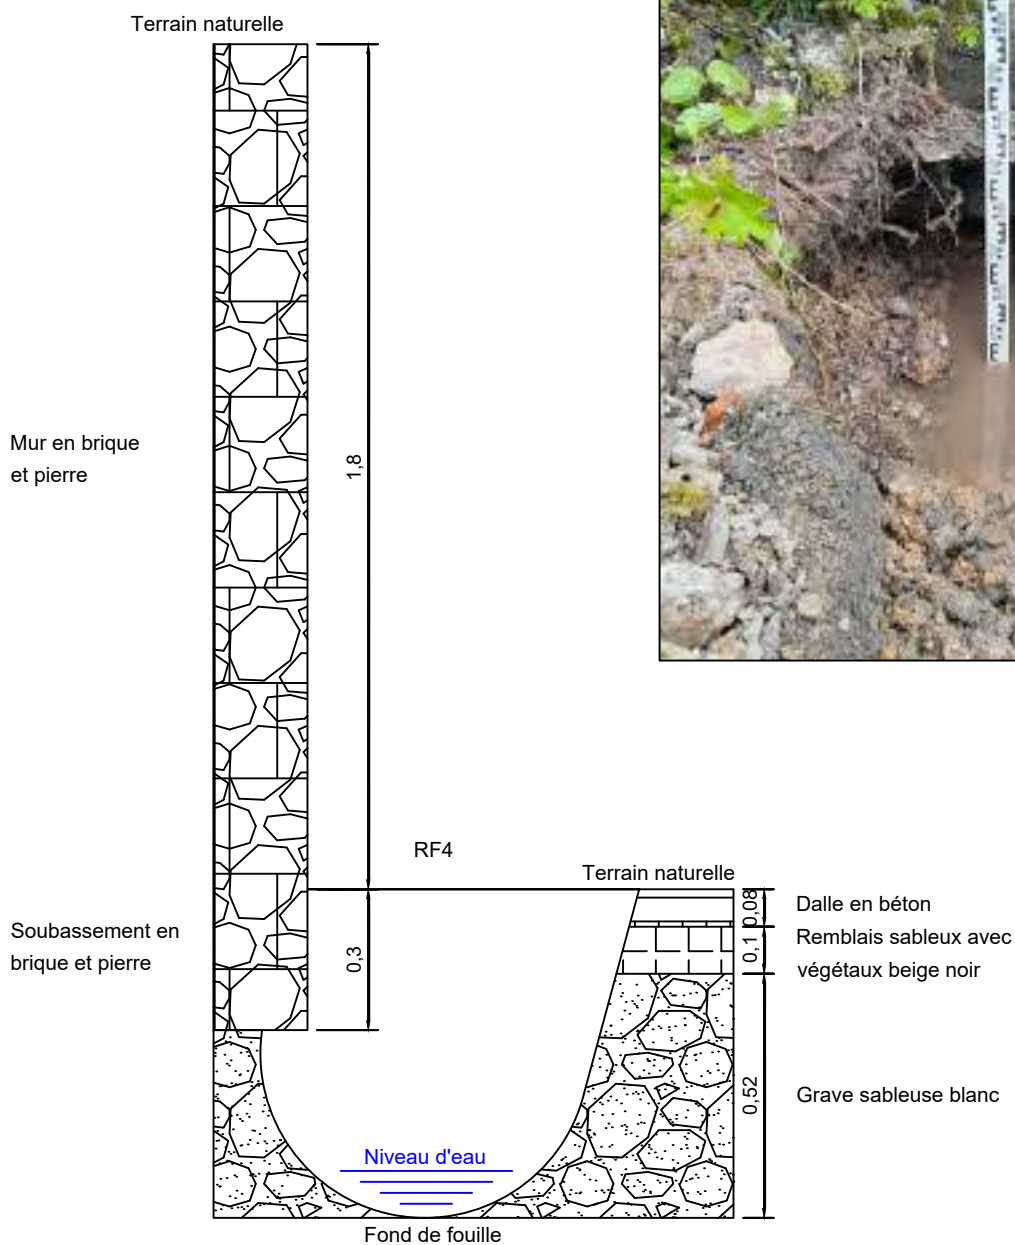 Terrain naturelle
Mur en brique
et pierre
1,8
RF4
Terrain naturelle
0,08
Dalle en béton
Soubassement en
brique et pierre
0,3
0,1
Remblais sableux avec
végétaux beige noir
0,52
Grave sableuse blanc
Niveau d'eau
Fond de fouille